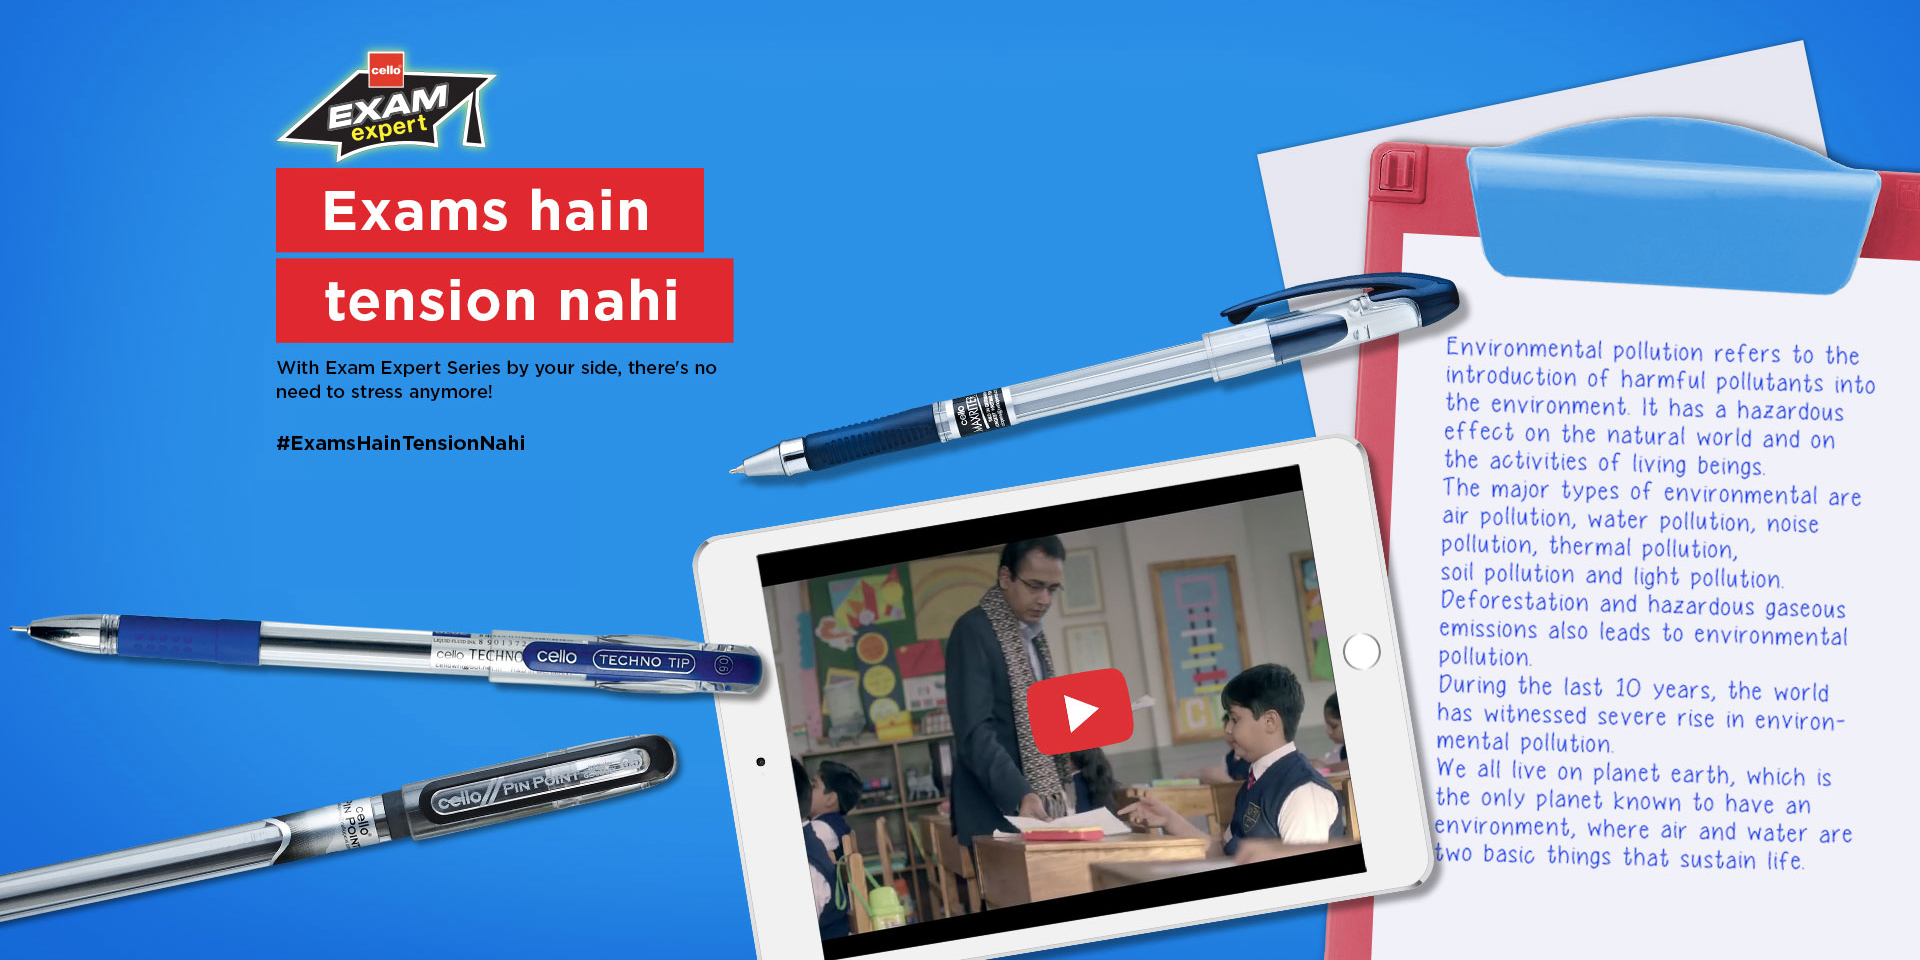 cello
EXAM
expert
Exams hain
tension nahi
With Exam Expert Series by your side, there's no
need to stress anymore!
#ExamsHainTensionNahi
cello
MAXRITER
cello TECHNO
cello TECHNO TIP
cello PIN POINT
cello
PIN POINT
Environmental pollution refers to the
introduction of harmful pollutants into
the environment. It has a hazardous
effect on the natural world and on
the activities of living beings.
The major types of environmental are
air pollution, water pollution, noise
pollution, thermal pollution,
soil pollution and light pollution.
Deforestation and hazardous gaseous
emissions also leads to environmental
pollution.
During the last 10 years, the world
has witnessed severe rise in environ-
mental pollution.
We all live on planet earth, which is
the only planet known to have an
environment, where air and water are
two basic things that sustain life.